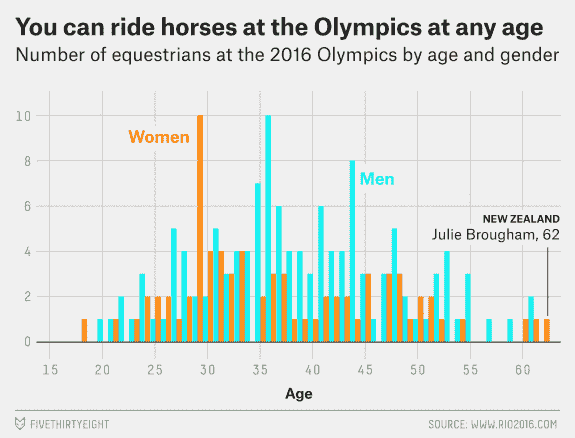 You can ride horses at the Olympics at any age
Number of equestrians at the 2016 Olympics by age and gender
10
8
6
4
2
0
Women
Men
NEW ZEALAND
Julie Brougham, 62
15 20 25 30 35 40 45 50 55 60
Age
FIVETHIRTYEIGHT
SOURCE: WWW.RIO2016.COM